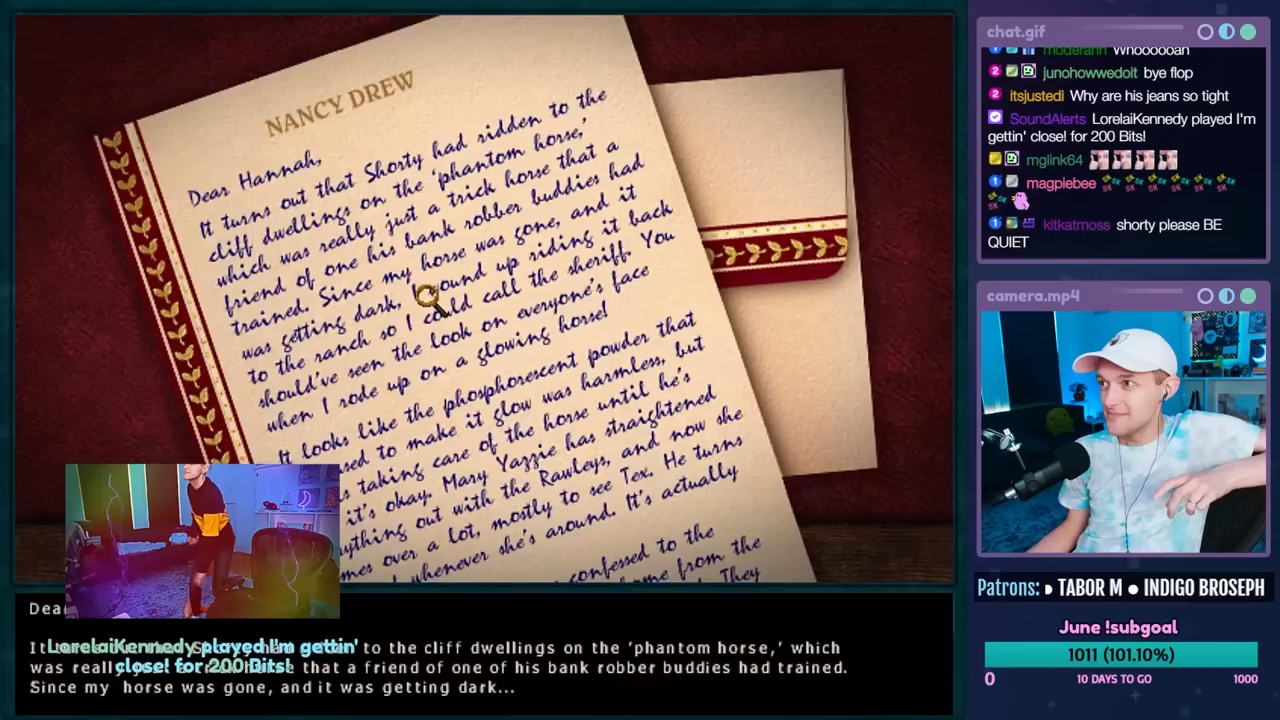 NANCY DREW
Dear Hannah,
It turns out that Shorty had ridden to the
cliff dwellings on the 'phantom horse,'
which was really just a trick horse that a
friend of one his bank robber buddies had
trained. Since my horse was gone, and it
was getting dark, I wound up riding it back
to the ranch so I could call the sheriff. You
should've seen the look on everyone's face
when I rode up on a glowing horse!
It looks like the phosphorescent powder that
used to make it glow was harmless, but
taking care of the horse until he's
it's okay. Mary Yazzie has straightened
out with the Rawleys, and now she
over a lot, mostly to see Tex. He turns
whenever she's around. It's actually
confessed to the
from the
They
It to the cliff dwellings on the 'phantom horse,' which
was really that a friend of one of his bank robber buddies had trained.
Since my horse was gone, and it was getting dark...
LorelaiKennedy played I'm gettin'
close! for 200 Bits!
chat.gif
moderahh Whoooooah
junohowwedoit bye flop
itsjustedi Why are his jeans so tight
SoundAlerts LorelaiKennedy played I'm
gettin' close! for 200 Bits!
mglink64
magpiebee
kitkatmoss shorty please BE
QUIET
camera.mp4
Patrons: TABOR M ● INDIGO BROSEPH
June !subgoal
1011 (101.10%)
0 10 DAYS TO GO 1000